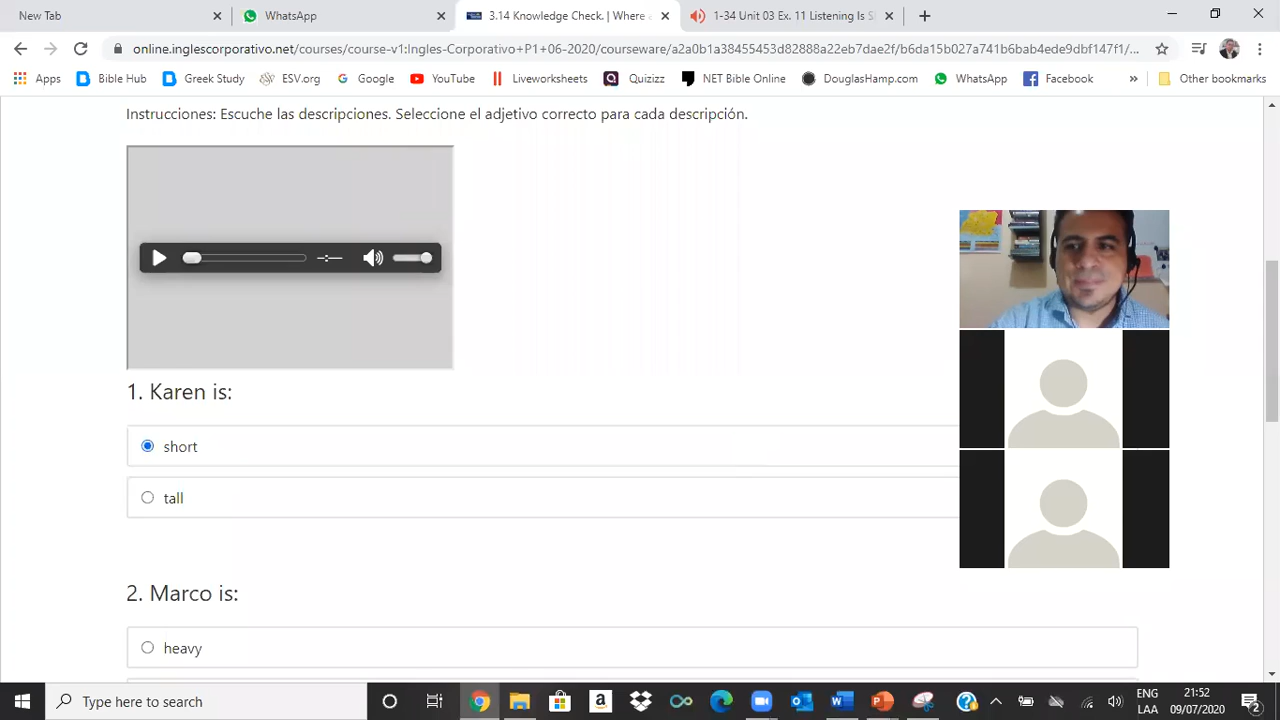 New Tab
WhatsApp
3.14 Knowledge Check. | Where
1-34 Unit 03 Ex. 11 Listening Is S
online.inglescorporativo.net/courses/course-v1:Ingles-Corporativo+P1+06-2020/courseware/a2a0b1a38455453d82888a22eb7dae2f/b6da15b027a741b6bab4ede9dbf147f1/...
Apps Bible Hub Greek Study ESV.org Google YouTube Liveworksheets Quizizz NET Bible Online DouglasHamp.com WhatsApp Facebook » Other bookmarks
Instrucciones: Escuche las descripciones. Seleccione el adjetivo correcto para cada descripción.
-:-
1. Karen is:
short
tall
2. Marco is:
heavy
Type here to search
ENG
LAA
21:52
09/07/2020
2